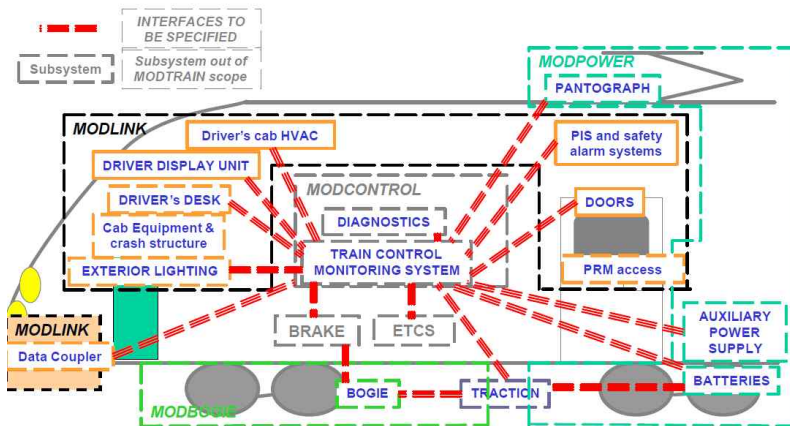 INTERFACES TO
BE SPECIFIED
Subsystem
Subsystem out of
MODTRAIN scope
MODPOWER
PANTOGRAPH
MODLINK
Driver's cab HVAC
PIS and safety
alarm systems
DRIVER DISPLAY UNIT
MODCONTROL
DRIVER's DESK
DOORS
DIAGNOSTICS
Cab Equipment &
crash structure
TRAIN CONTROL
MONITORING SYSTEM
EXTERIOR LIGHTING
PRM access
MODLINK
Data Coupler
BRAKE
ETCS
AUXILIARY
POWER
SUPPLY
BATTERIES
BOGIE
TRACTION
MODBOGIE